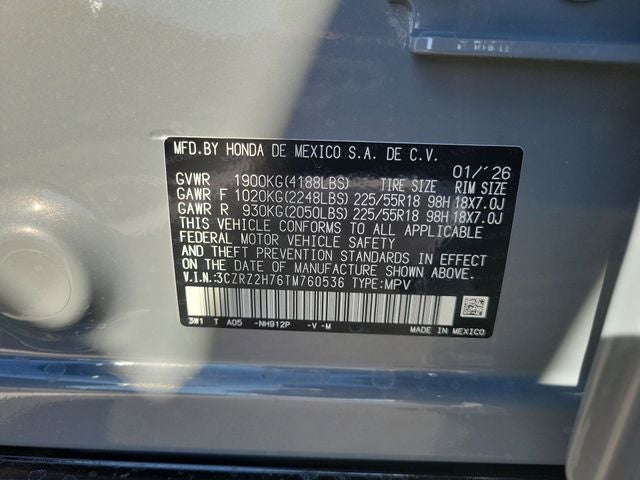 MFD.BY HONDA DE MEXICO S.A. DE C.V.
01/'26
GVWR 1900KG(4188LBS) TIRE SIZE RIM SIZE
GAWR F 1020KG(2248LBS) 225/55R18 98H 18X7.0J
GAWR R 930KG(2050LBS) 225/55R18 98H 18X7.0J
THIS VEHICLE CONFORMS TO ALL APPLICABLE
FEDERAL MOTOR VEHICLE SAFETY
AND THEFT PREVENTION STANDARDS IN EFFECT
ON THE DATE OF MANUFACTURE SHOWN ABOVE.
V.I.N.:3CZRZ2H76TM760536 TYPE:MPV
3W1 T A05 -NH912P -V -M MADE IN MEXICO